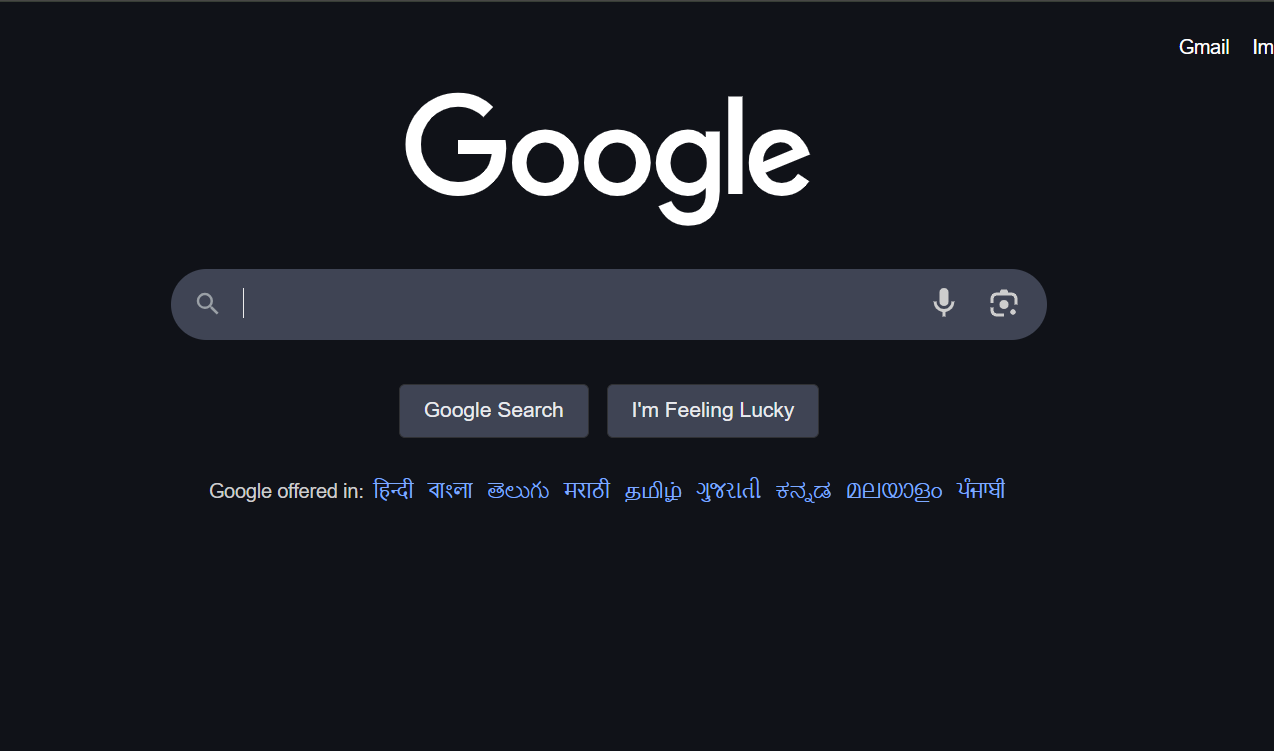 Gmail Im
Google
Google Search I'm Feeling Lucky
Google offered in: हिन्दी বাংলা తెలుగు मराठी தமிழ் ગુજરાતી ಕನ್ನಡ മലയാളം ਪੰਜਾਬੀ